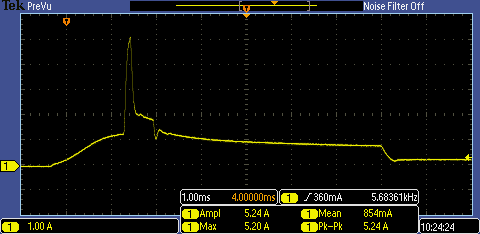 Tek PreVu Noise Filter Off
T
T
1
1.00ms 4.00000ms 1 360mA 5.68361kHz
1 Ampl 5.24 A 1 Mean 854mA
1 Max 5.20 A 1 Pk-Pk 5.24 A
1 1.00 A 10:24:24